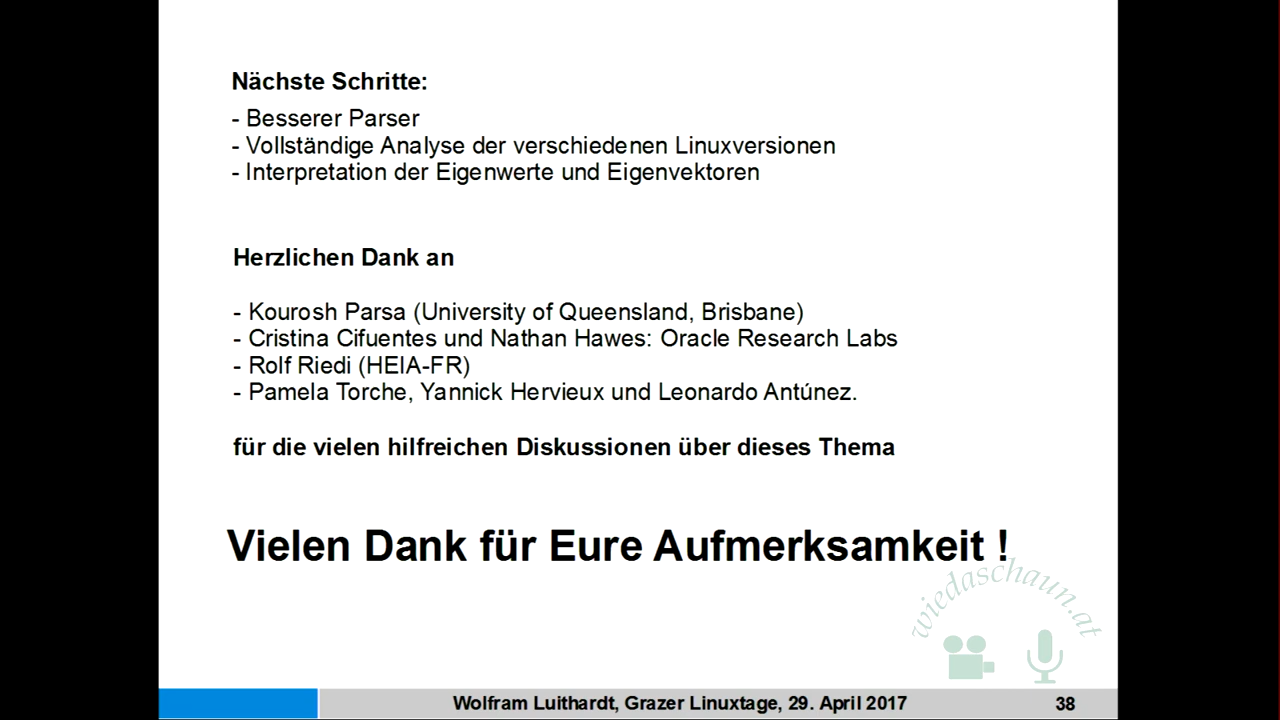 Nächste Schritte:
- Besserer Parser
- Vollständige Analyse der verschiedenen Linuxversionen
- Interpretation der Eigenwerte und Eigenvektoren
Herzlichen Dank an
- Kourosh Parsa (University of Queensland, Brisbane)
- Cristina Cifuentes und Nathan Hawes: Oracle Research Labs
- Rolf Riedi (HEIA-FR)
- Pamela Torche, Yannick Hervieux und Leonardo Antúnez.
für die vielen hilfreichen Diskussionen über dieses Thema
Vielen Dank für Eure Aufmerksamkeit !
wiedaschaun.at
Wolfram Luithardt, Grazer Linuxtage, 29. April 2017
38